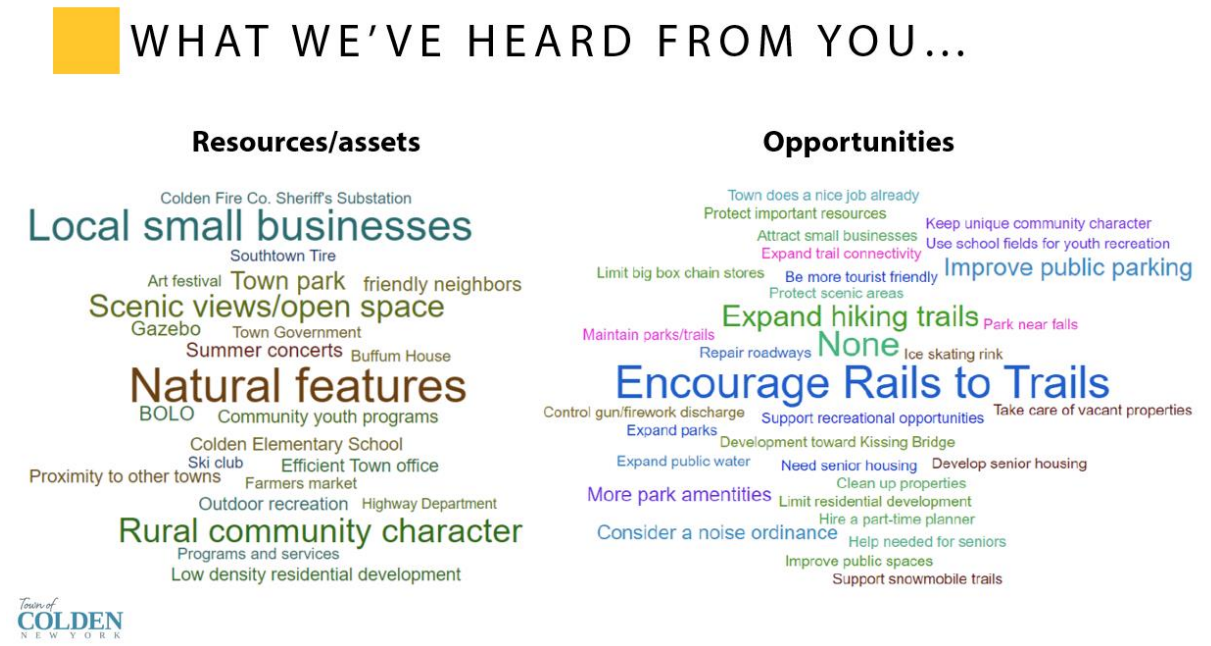 WHAT WE'VE HEARD FROM YOU...
Resources/assets
Colden Fire Co. Sheriff's Substation
Local small businesses
Southtown Tire
Art festival
Town park
friendly neighbors
Scenic views/open space
Gazebo
Town Government
Summer concerts
Buffum House
Natural features
BOLO
Community youth programs
Colden Elementary School
Ski club
Efficient Town office
Proximity to other towns
Farmers market
Outdoor recreation
Highway Department
Rural community character
Programs and services
Low density residential development
Opportunities
Town does a nice job already
Protect important resources
Keep unique community character
Attract small businesses
Use school fields for youth recreation
Expand trail connectivity
Limit big box chain stores
Be more tourist friendly
Improve public parking
Protect scenic areas
Expand hiking trails
Park near falls
Maintain parks/trails
Repair roadways
None
Ice skating rink
Encourage Rails to Trails
Control gun/firework discharge
Support recreational opportunities
Take care of vacant properties
Expand parks
Development toward Kissing Bridge
Expand public water
Need senior housing
Develop senior housing
Clean up properties
More park amentities
Limit residential development
Hire a part-time planner
Consider a noise ordinance
Help needed for seniors
Improve public spaces
Support snowmobile trails
Town of
COLDEN
NEW YORK